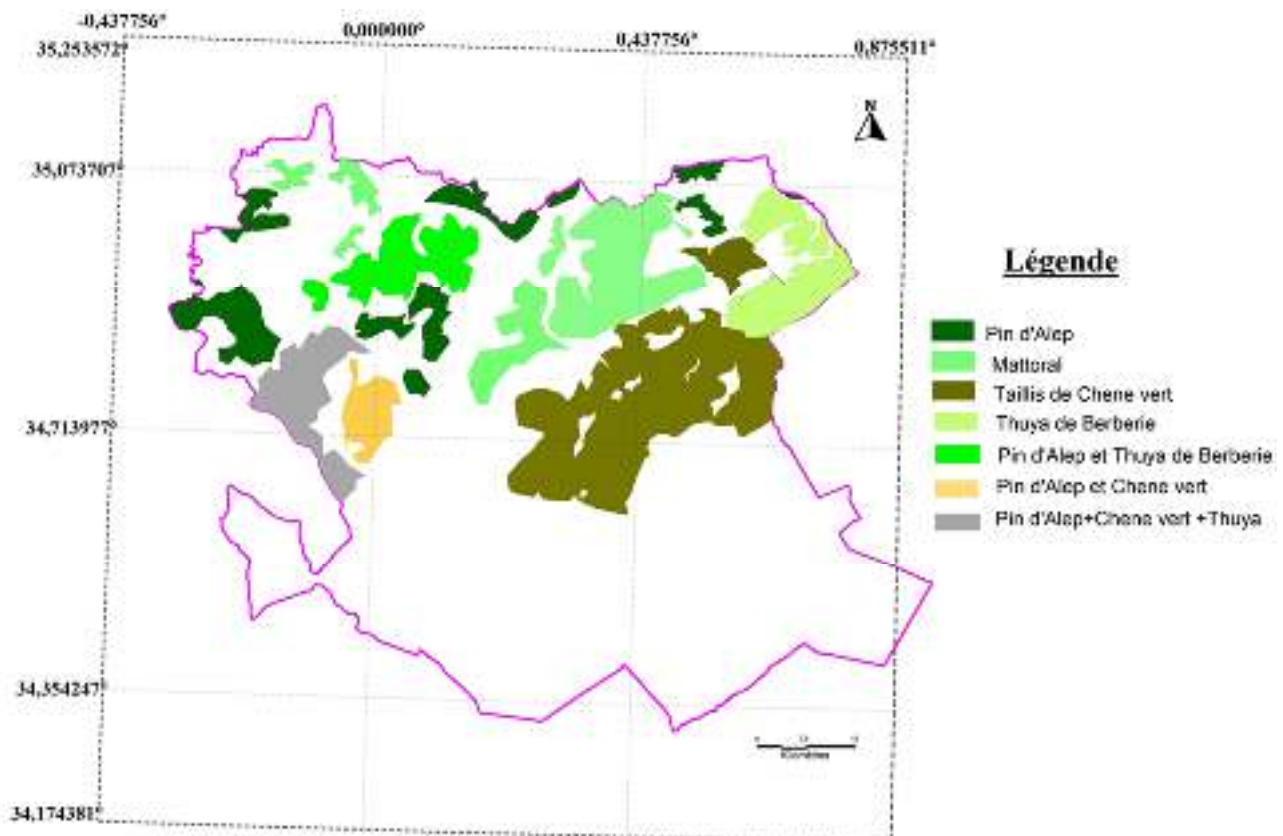 -0,437756°
0,000000°
0,437756°
0,875511°
35,253572°
N
35,073707°
Légende
Pin d'Alep
Mattoral
Taillis de Chene vert
Thuya de Berberie
Pin d'Alep et Thuya de Berberie
Pin d'Alep et Chene vert
Pin d'Alep+Chene vert +Thuya
34,713977°
34,354247°
34,174381°